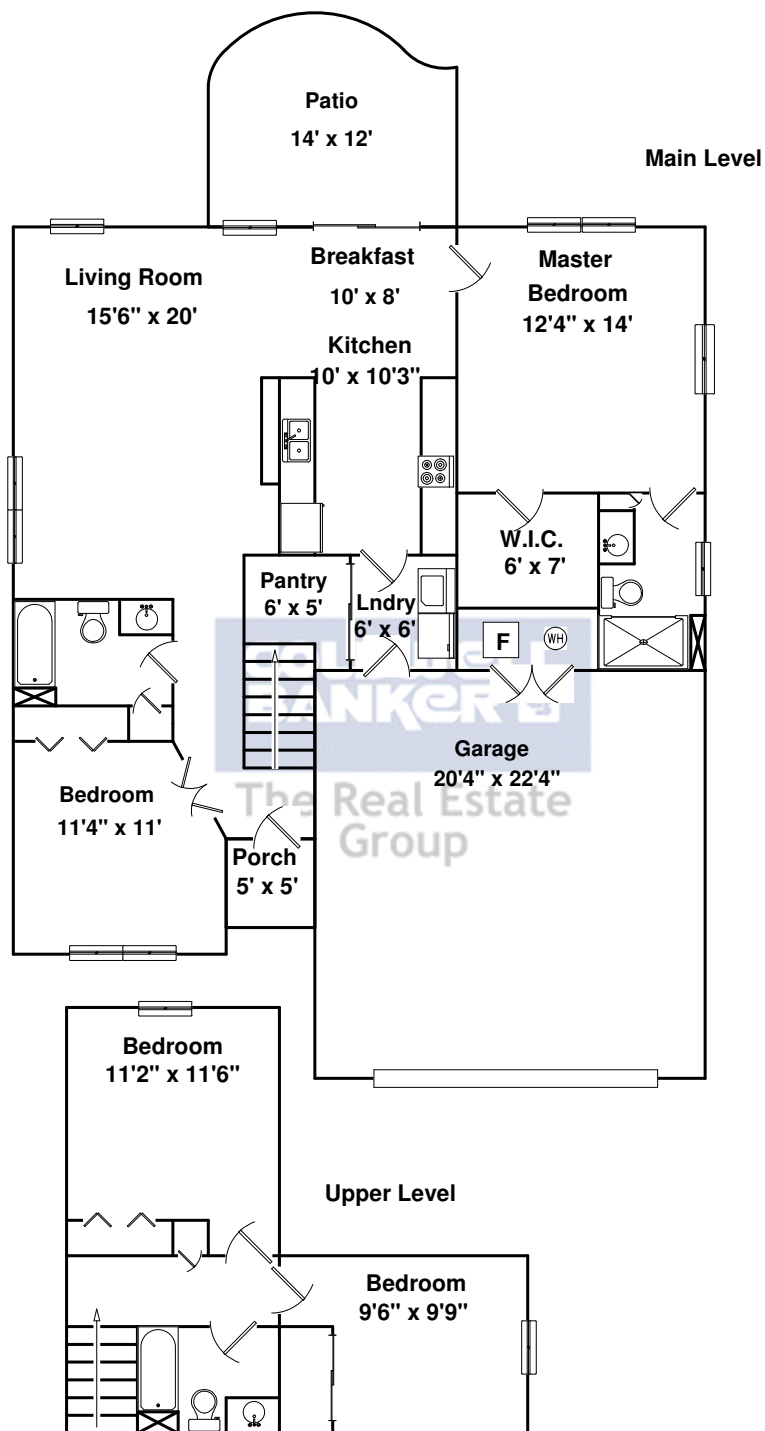 Patio
14' x 12'
Main Level
Living Room
15'6" x 20'
Breakfast
10' x 8'
Master
Bedroom
12'4" x 14'
Kitchen
10' x 10'3"
W.I.C.
6' x 7'
Pantry
6' x 5'
Lndry
6' x 6'
F
WH
BANKER
Garage
20'4" x 22'4"
The Real Estate
Group
Bedroom
11'4" x 11'
Porch
5' x 5'
Bedroom
11'2" x 11'6"
Upper Level
Bedroom
9'6" x 9'9"